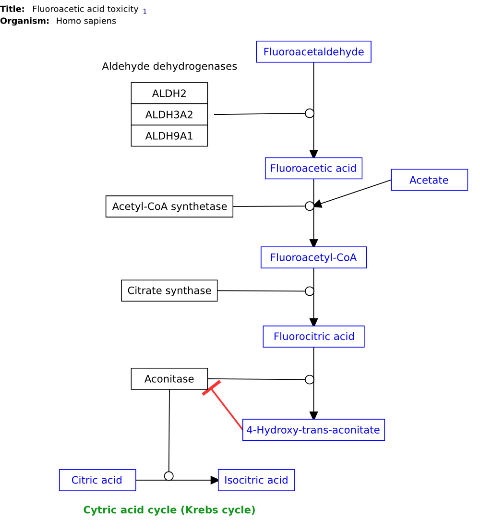 Title: Fluoroacetic acid toxicity 1
Organism: Homo sapiens
Fluoroacetaldehyde
Aldehyde dehydrogenases
ALDH2
ALDH3A2
ALDH9A1
Fluoroacetic acid
Acetate
Acetyl-CoA synthetase
Fluoroacetyl-CoA
Citrate synthase
Fluorocitric acid
Aconitase
4-Hydroxy-trans-aconitate
Citric acid
Isocitric acid
Cytric acid cycle (Krebs cycle)